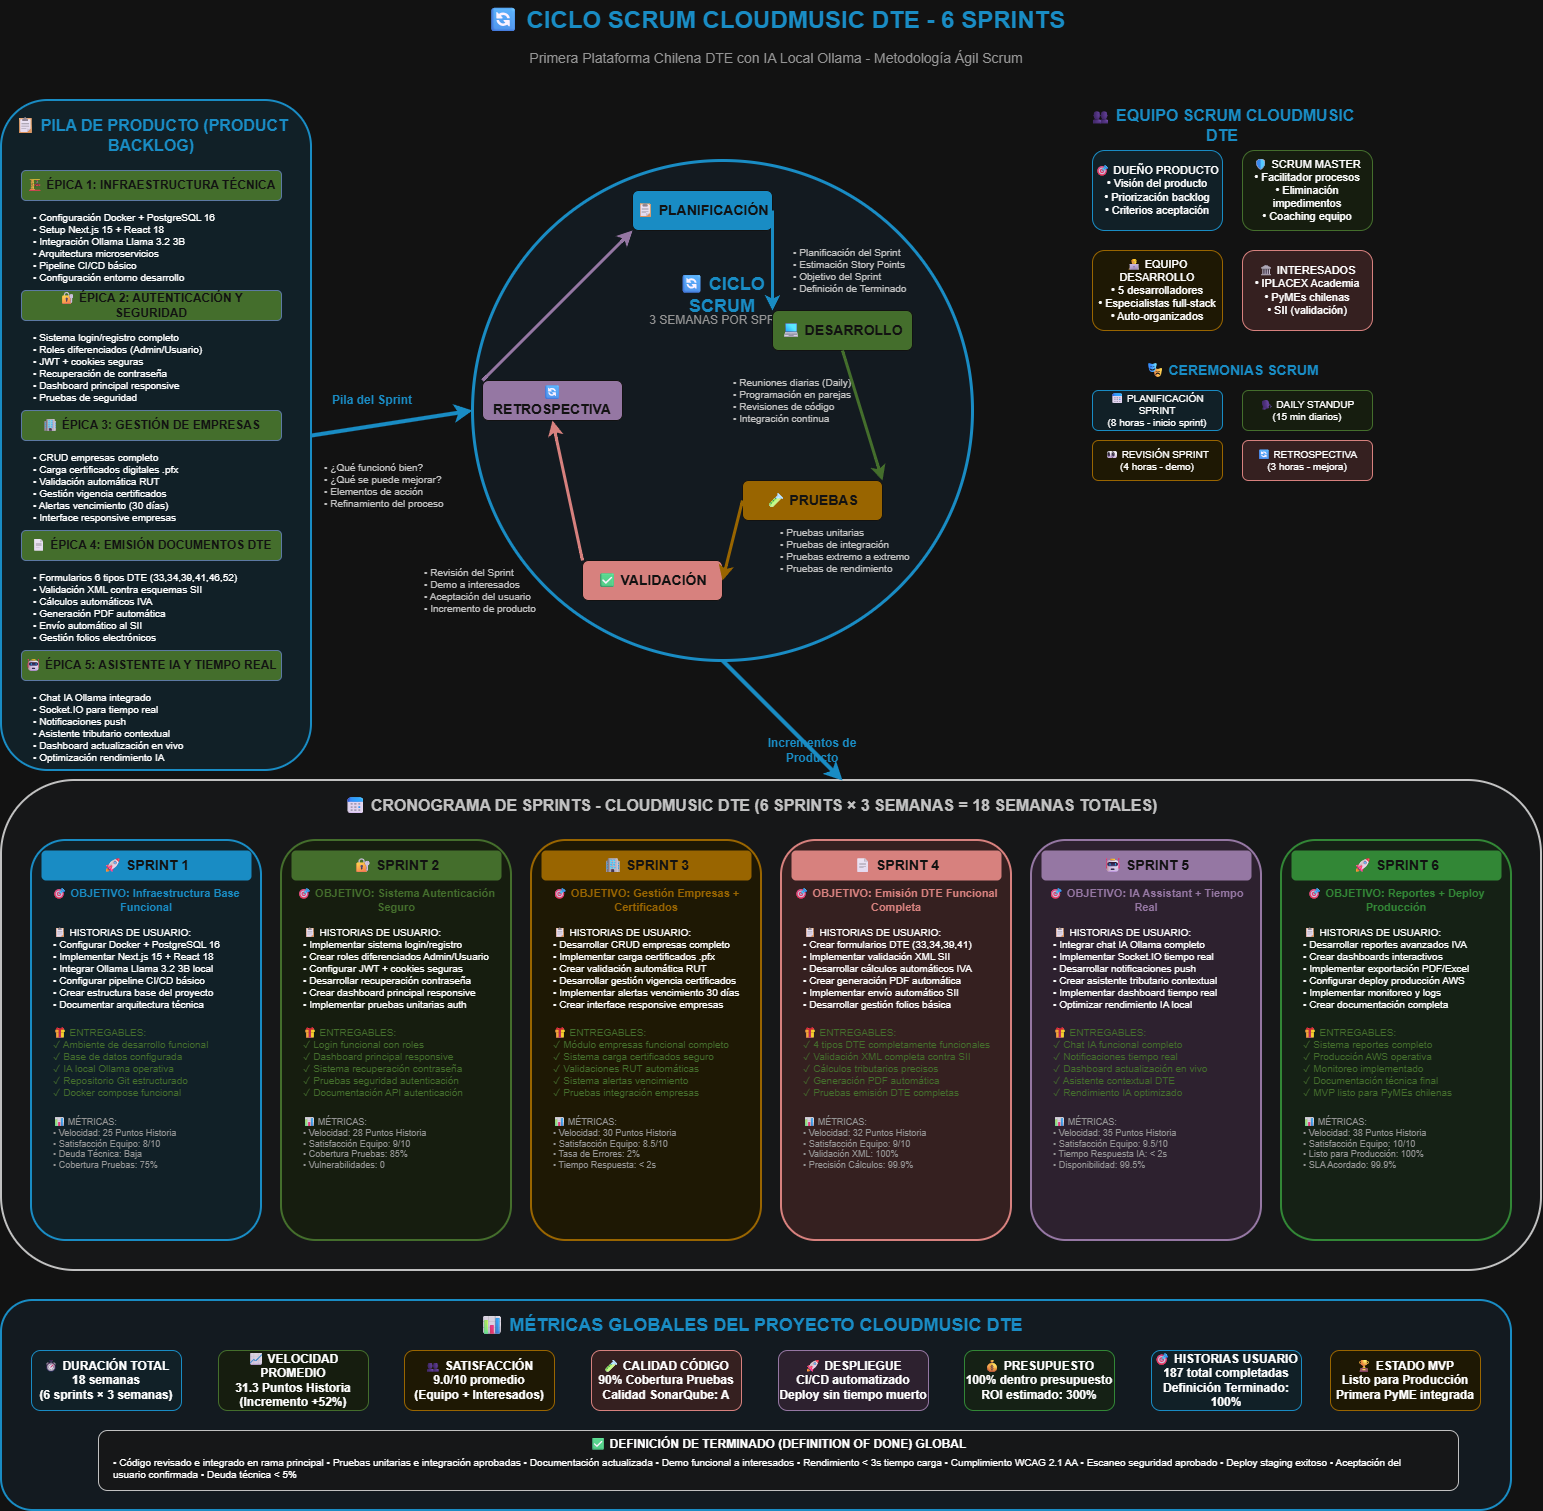 CICLO SCRUM CLOUDMUSIC DTE - 6 SPRINTS
Primera Plataforma Chilena DTE con IA Local Ollama - Metodología Ágil Scrum
PILA DE PRODUCTO (PRODUCT
BACKLOG)
ÉPICA 1: INFRAESTRUCTURA TÉCNICA
- Configuración Docker + PostgreSQL 16
- Setup Next.js 15 + React 18
- Integración Ollama Llama 3.2 3B
- Arquitectura microservicios
- Pipeline CI/CD básico
- Configuración entorno desarrollo
ÉPICA 2: AUTENTICACIÓN Y
SEGURIDAD
- Sistema login/registro completo
- Roles diferenciados (Admin/Usuario)
- JWT + cookies seguras
- Recuperación de contraseña
- Dashboard principal responsive
- Pruebas de seguridad
ÉPICA 3: GESTIÓN DE EMPRESAS
- CRUD empresas completo
- Carga certificados digitales .pfx
- Validación automática RUT
- Gestión vigencia certificados
- Alertas vencimiento (30 días)
- Interface responsive empresas
ÉPICA 4: EMISIÓN DOCUMENTOS DTE
- Formularios 6 tipos DTE (33,34,39,41,46,52)
- Validación XML contra esquemas SII
- Cálculos automáticos IVA
- Generación PDF automática
- Envío automático al SII
- Gestión folios electrónicos
ÉPICA 5: ASISTENTE IA Y TIEMPO REAL
- Chat IA Ollama integrado
- Socket.IO para tiempo real
- Notificaciones push
- Asistente tributario contextual
- Dashboard actualización en vivo
- Optimización rendimiento IA
Pila del Sprint
CICLO
SCRUM
3 SEMANAS POR SPR
PLANIFICACIÓN
- Planificación del Sprint
- Estimación Story Points
- Objetivo del Sprint
- Definición de Terminado
DESARROLLO
- Reuniones diarias (Daily)
- Programación en parejas
- Revisiones de código
- Integración continua
PRUEBAS
- Pruebas unitarias
- Pruebas de integración
- Pruebas extremo a extremo
- Pruebas de rendimiento
VALIDACIÓN
- Revisión del Sprint
- Demo a interesados
- Aceptación del usuario
- Incremento de producto
RETROSPECTIVA
- ¿Qué funcionó bien?
- ¿Qué se puede mejorar?
- Elementos de acción
- Refinamiento del proceso
Incrementos de
Producto
EQUIPO SCRUM CLOUDMUSIC
DTE
DUEÑO PRODUCTO
• Visión del producto
• Priorización backlog
• Criterios aceptación
SCRUM MASTER
• Facilitador procesos
• Eliminación
impedimentos
• Coaching equipo
EQUIPO
DESARROLLO
• 5 desarrolladores
• Especialistas full-stack
• Auto-organizados
INTERESADOS
• IPLACEX Academia
• PyMEs chilenas
• SII (validación)
CEREMONIAS SCRUM
PLANIFICACIÓN
SPRINT
(8 horas - inicio sprint)
DAILY STANDUP
(15 min diarios)
REVISIÓN SPRINT
(4 horas - demo)
RETROSPECTIVA
(3 horas - mejora)
CRONOGRAMA DE SPRINTS - CLOUDMUSIC DTE (6 SPRINTS × 3 SEMANAS = 18 SEMANAS TOTALES)
SPRINT 1
OBJETIVO: Infraestructura Base
Funcional
HISTORIAS DE USUARIO:
- Configurar Docker + PostgreSQL 16
- Implementar Next.js 15 + React 18
- Integrar Ollama Llama 3.2 3B local
- Configurar pipeline CI/CD básico
- Crear estructura base del proyecto
- Documentar arquitectura técnica
ENTREGABLES:
✓ Ambiente de desarrollo funcional
✓ Base de datos configurada
✓ IA local Ollama operativa
✓ Repositorio Git estructurado
✓ Docker compose funcional
MÉTRICAS:
• Velocidad: 25 Puntos Historia
• Satisfacción Equipo: 8/10
• Deuda Técnica: Baja
• Cobertura Pruebas: 75%
SPRINT 2
OBJETIVO: Sistema Autenticación
Seguro
HISTORIAS DE USUARIO:
- Implementar sistema login/registro
- Crear roles diferenciados Admin/Usuario
- Configurar JWT + cookies seguras
- Desarrollar recuperación contraseña
- Crear dashboard principal responsive
- Implementar pruebas unitarias auth
ENTREGABLES:
✓ Login funcional con roles
✓ Dashboard principal responsive
✓ Sistema recuperación contraseña
✓ Pruebas seguridad autenticación
✓ Documentación API autenticación
MÉTRICAS:
• Velocidad: 28 Puntos Historia
• Satisfacción Equipo: 9/10
• Cobertura Pruebas: 85%
• Vulnerabilidades: 0
SPRINT 3
OBJETIVO: Gestión Empresas +
Certificados
HISTORIAS DE USUARIO:
- Desarrollar CRUD empresas completo
- Implementar carga certificados .pfx
- Crear validación automática RUT
- Desarrollar gestión vigencia certificados
- Implementar alertas vencimiento 30 días
- Crear interface responsive empresas
ENTREGABLES:
✓ Módulo empresas funcional completo
✓ Sistema carga certificados seguro
✓ Validaciones RUT automáticas
✓ Sistema alertas vencimiento
✓ Pruebas integración empresas
MÉTRICAS:
• Velocidad: 30 Puntos Historia
• Satisfacción Equipo: 8.5/10
• Tasa de Errores: 2%
• Tiempo Respuesta: < 2s
SPRINT 4
OBJETIVO: Emisión DTE Funcional
Completa
HISTORIAS DE USUARIO:
- Crear formularios DTE (33,34,39,41)
- Implementar validación XML SII
- Desarrollar cálculos automáticos IVA
- Crear generación PDF automática
- Implementar envío automático SII
- Desarrollar gestión folios básica
ENTREGABLES:
✓ 4 tipos DTE completamente funcionales
✓ Validación XML completa contra SII
✓ Cálculos tributarios precisos
✓ Generación PDF automática
✓ Pruebas emisión DTE completas
MÉTRICAS:
• Velocidad: 32 Puntos Historia
• Satisfacción Equipo: 9/10
• Validación XML: 100%
• Precisión Cálculos: 99.9%
SPRINT 5
OBJETIVO: IA Assistant + Tiempo
Real
HISTORIAS DE USUARIO:
- Integrar chat IA Ollama completo
- Implementar Socket.IO tiempo real
- Desarrollar notificaciones push
- Crear asistente tributario contextual
- Implementar dashboard tiempo real
- Optimizar rendimiento IA local
ENTREGABLES:
✓ Chat IA funcional completo
✓ Notificaciones tiempo real
✓ Dashboard actualización en vivo
✓ Asistente contextual DTE
✓ Rendimiento IA optimizado
MÉTRICAS:
• Velocidad: 35 Puntos Historia
• Satisfacción Equipo: 9.5/10
• Tiempo Respuesta IA: < 2s
• Disponibilidad: 99.5%
SPRINT 6
OBJETIVO: Reportes + Deploy
Producción
HISTORIAS DE USUARIO:
- Desarrollar reportes avanzados IVA
- Crear dashboards interactivos
- Implementar exportación PDF/Excel
- Configurar deploy producción AWS
- Implementar monitoreo y logs
- Crear documentación completa
ENTREGABLES:
✓ Sistema reportes completo
✓ Producción AWS operativa
✓ Monitoreo implementado
✓ Documentación técnica final
✓ MVP listo para PyMEs chilenas
MÉTRICAS:
• Velocidad: 38 Puntos Historia
• Satisfacción Equipo: 10/10
• Listo para Producción: 100%
• SLA Acordado: 99.9%
MÉTRICAS GLOBALES DEL PROYECTO CLOUDMUSIC DTE
DURACIÓN TOTAL
18 semanas
(6 sprints × 3 semanas)
VELOCIDAD
PROMEDIO
31.3 Puntos Historia
(Incremento +52%)
SATISFACCIÓN
9.0/10 promedio
(Equipo + Interesados)
CALIDAD CÓDIGO
90% Cobertura Pruebas
Calidad SonarQube: A
DESPLIEGUE
CI/CD automatizado
Deploy sin tiempo muerto
PRESUPUESTO
100% dentro presupuesto
ROI estimado: 300%
HISTORIAS USUARIO
187 total completadas
Definición Terminado:
100%
ESTADO MVP
Listo para Producción
Primera PyME integrada
DEFINICIÓN DE TERMINADO (DEFINITION OF DONE) GLOBAL
- Código revisado e integrado en rama principal - Pruebas unitarias e integración aprobadas - Documentación actualizada - Demo funcional a interesados - Rendimiento < 3s tiempo carga - Cumplimiento WCAG 2.1 AA - Escaneo seguridad aprobado - Deploy staging exitoso - Aceptación del
usuario confirmada - Deuda técnica < 5%